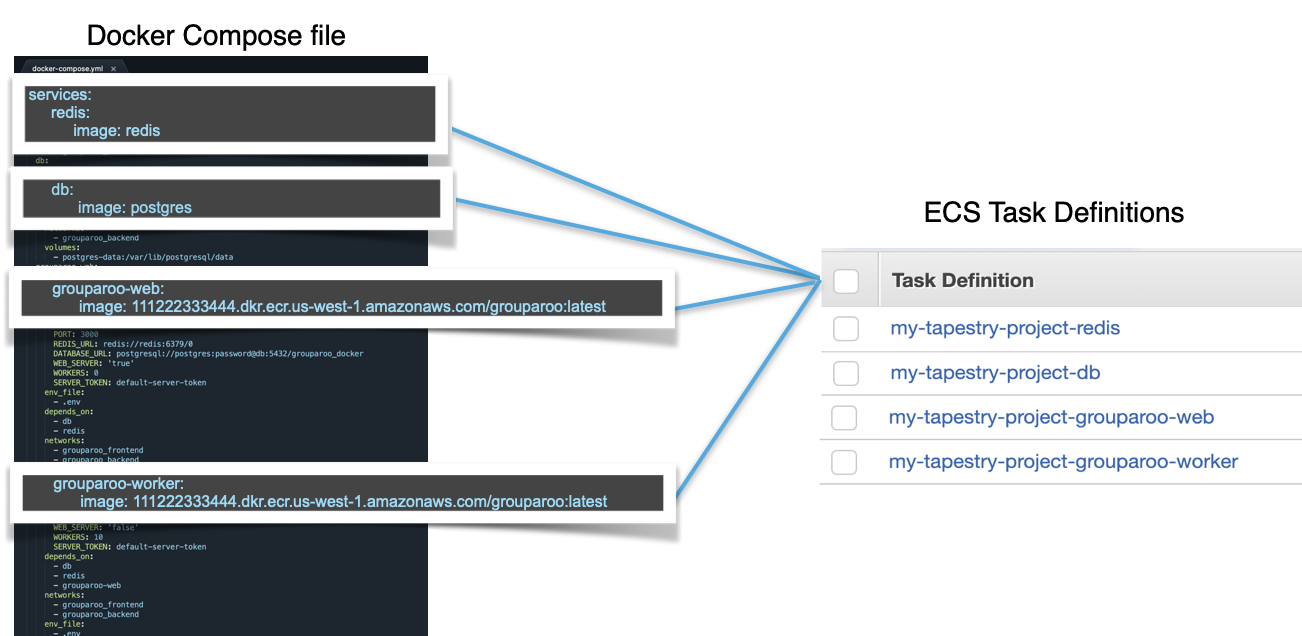 Docker Compose file
docker-compose.yml ×
services:
redis:
image: redis
db:
db:
image: postgres
- grouparoo_backend
volumes:
- postgres-data:/var/lib/postgresql/data
grouparoo-web:
image: 111222333444.dkr.ecr.us-west-1.amazonaws.com/grouparoo:latest
PORT: 3000
REDIS_URL: redis://redis:6379/0
DATABASE_URL: postgresql://postgres:password@db:5432/grouparoo_docker
WEB_SERVER: 'true'
WORKERS: 0
SERVER_TOKEN: default-server-token
env_file:
- .env
depends_on:
- db
- redis
networks:
- grouparoo_frontend
- grouparoo_backend
grouparoo-worker:
image: 111222333444.dkr.ecr.us-west-1.amazonaws.com/grouparoo:latest
WEB_SERVER: 'false'
WORKERS: 10
SERVER_TOKEN: default-server-token
depends_on:
- db
- redis
- grouparoo-web
networks:
- grouparoo_frontend
- grouparoo_backend
env_file:
- .env
ECS Task Definitions
Task Definition
my-tapestry-project-redis
my-tapestry-project-db
my-tapestry-project-grouparoo-web
my-tapestry-project-grouparoo-worker